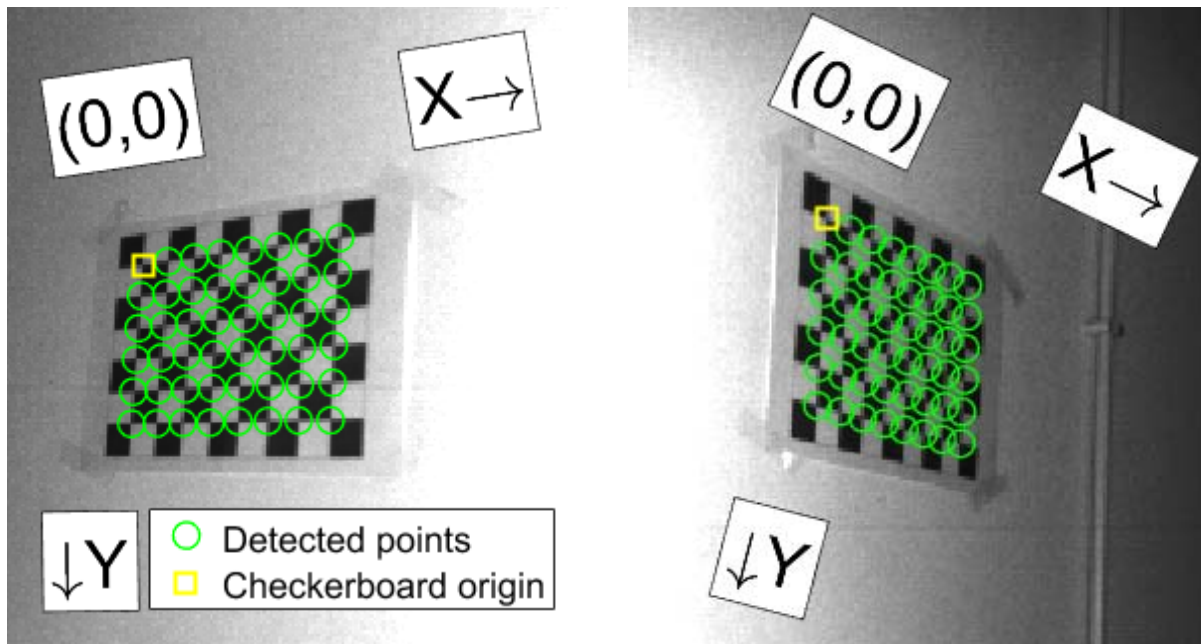 (0,0)
X→
↓Y
Detected points
Checkerboard origin
(0,0)
X→
↓Y